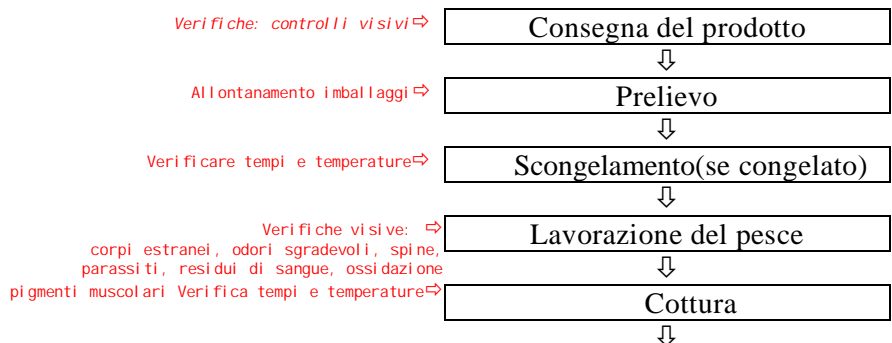 Verifiche: controlli visivi⇨ Consegna del prodotto
⇩
Allontanamento imballaggi⇨ Prelievo
⇩
Verificare tempi e temperature⇨ Scongelamento(se congelato)
⇩
Verifiche visive: ⇨ Lavorazione del pesce
corpi estranei, odori sgradevoli, spine,
parassiti, residui di sangue, ossidazione
⇩
pigmenti muscolari Verifica tempi e temperature⇨ Cottura
⇩